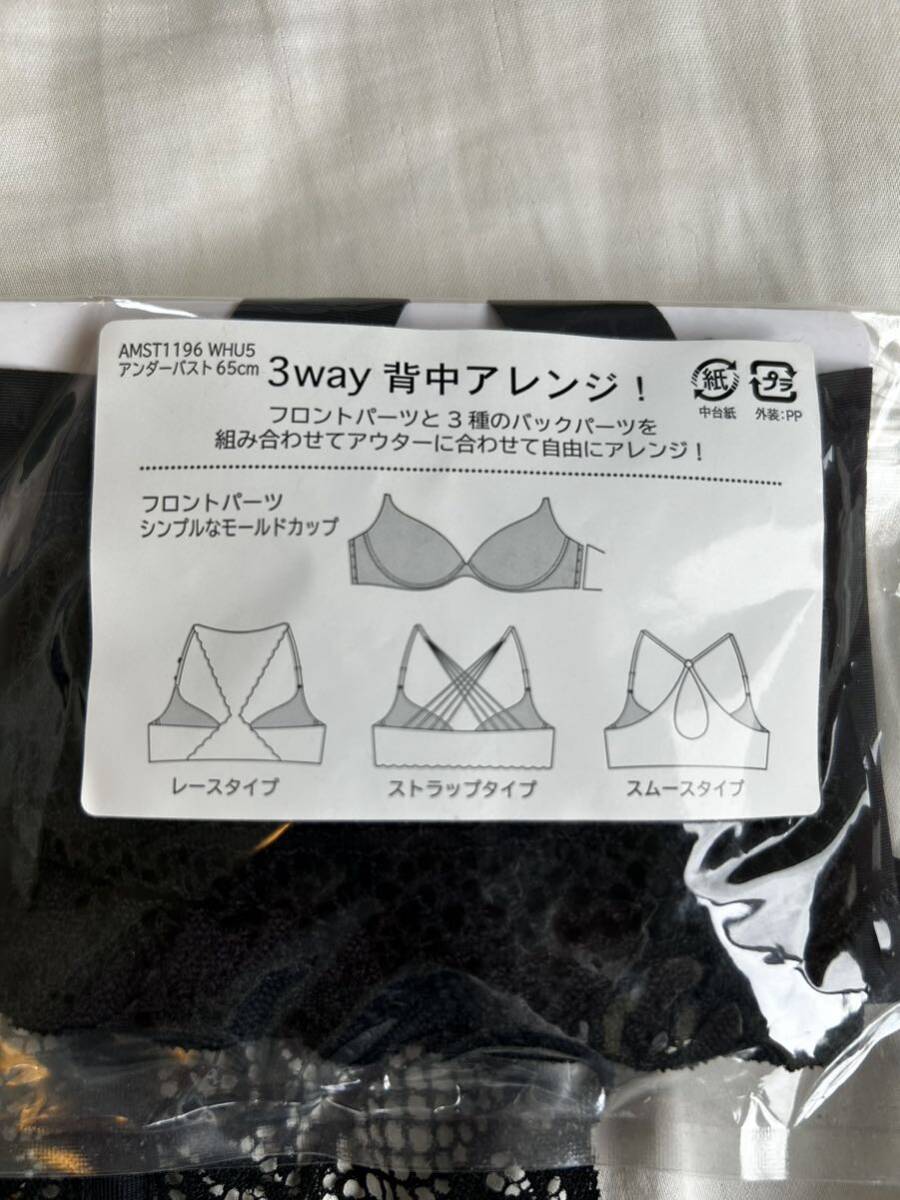 AMST1196 WHU5
アンダーバスト 65cm
3way 背中アレンジ！
紙
中台紙
プラ
外装:PP
フロントパーツと3種のバックパーツを
組み合わせてアウターに合わせて自由にアレンジ！
フロントパーツ
シンプルなモールドカップ
レースタイプ
ストラップタイプ
スムースタイプ